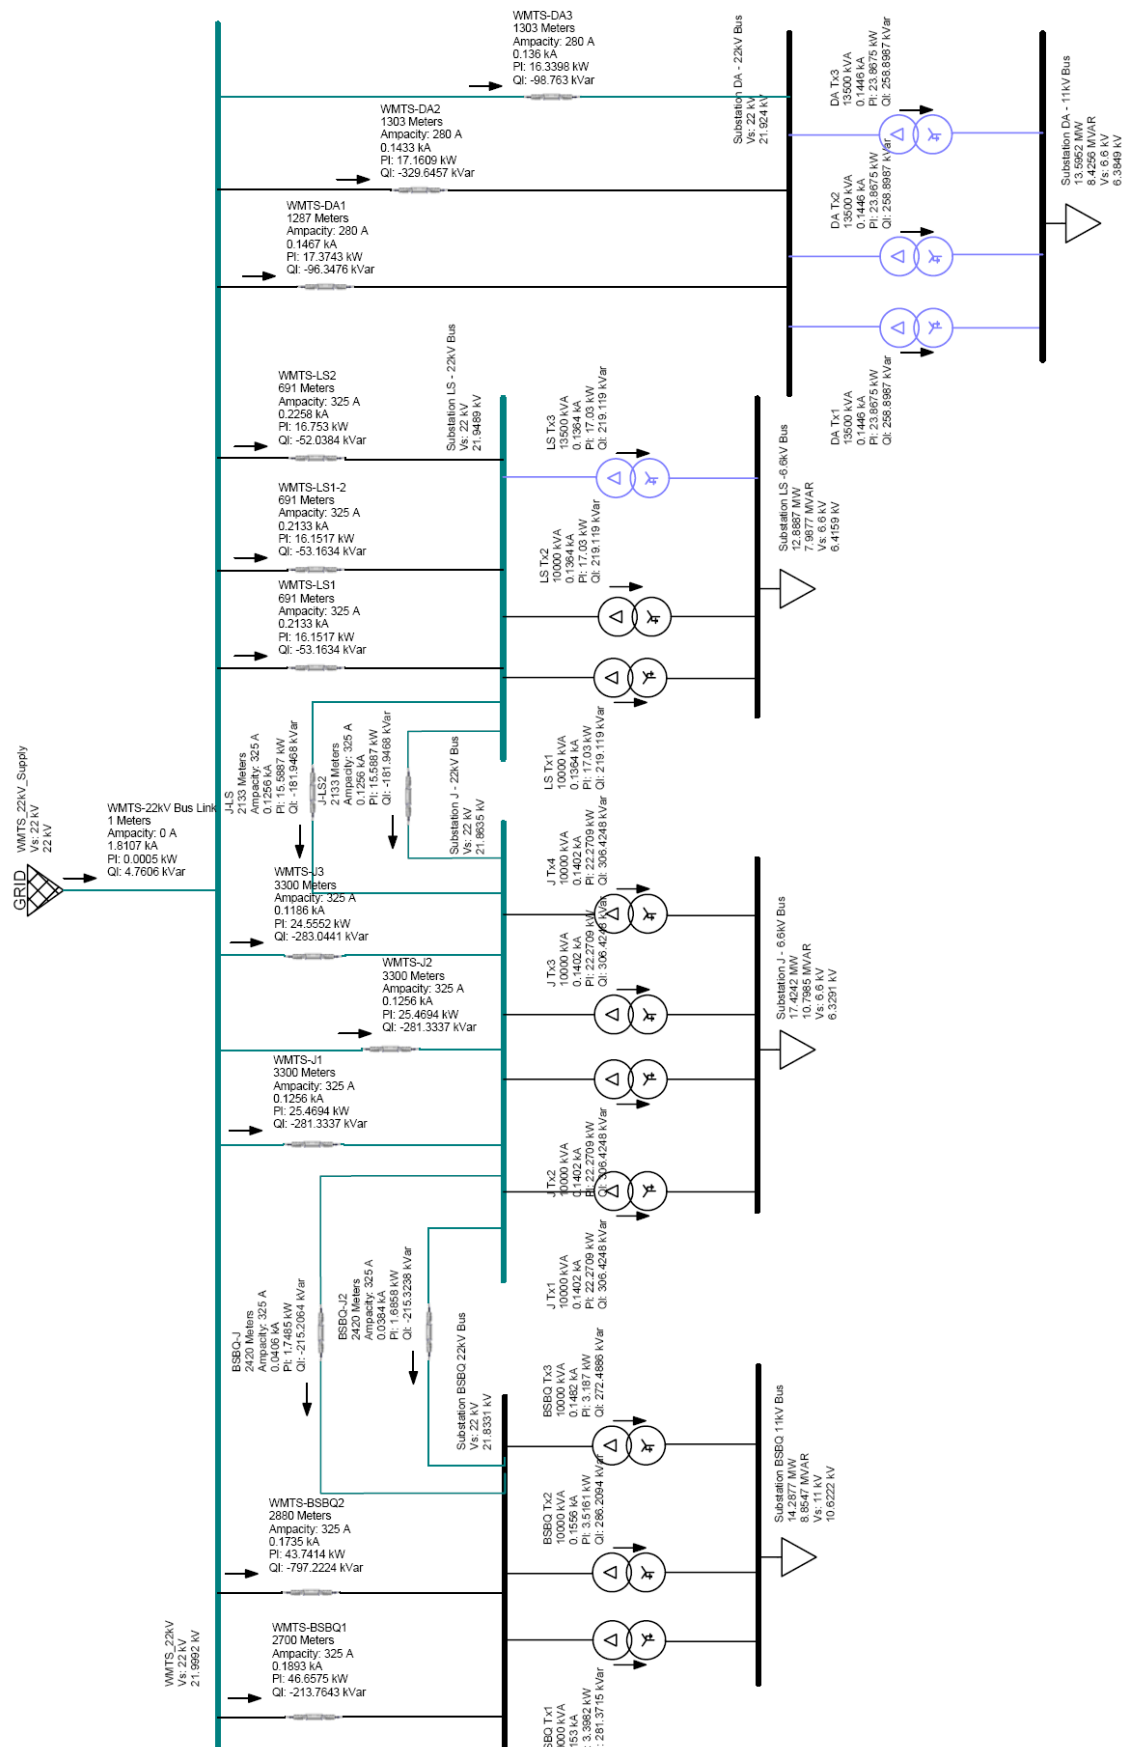 WMTS-DA3
1303 Meters
Ampacity: 280 A
0.136 kA
Pl: 16.3398 kW
Ql: -98.763 kVar
WMTS-DA2
1303 Meters
Ampacity: 280 A
0.1433 kA
Pl: 17.1609 kW
Ql: -329.6457 kVar
WMTS-DA1
1287 Meters
Ampacity: 280 A
0.1467 kA
Pl: 17.3743 kW
Ql: -96.3476 kVar
Substation DA - 22kV Bus
Vs: 22 kV
21.924 kV
DA Tx3
13500 kVA
0.1446 kA
Pl: 23.8675 kW
Ql: 258.8987 kVar
DA Tx2
13500 kVA
0.1446 kA
Pl: 23.8675 kW
Ql: 258.8987 kVar
DA Tx1
13500 kVA
0.1446 kA
Pl: 23.8675 kW
Ql: 258.8987 kVar
Substation DA - 11kV Bus
13.5952 MW
8.4256 MVAR
Vs: 6.6 kV
6.3849 kV
WMTS-LS2
691 Meters
Ampacity: 325 A
0.2258 kA
Pl: 16.753 kW
Ql: -52.0384 kVar
WMTS-LS1-2
691 Meters
Ampacity: 325 A
0.2133 kA
Pl: 16.1517 kW
Ql: -53.1634 kVar
WMTS-LS1
691 Meters
Ampacity: 325 A
0.2133 kA
Pl: 16.1517 kW
Ql: -53.1634 kVar
Substation LS - 22kV Bus
Vs: 22 kV
21.9489 kV
LS Tx3
13500 kVA
0.1364 kA
Pl: 17.03 kW
Ql: 219.119 kVar
LS Tx2
10000 kVA
0.1364 kA
Pl: 17.03 kW
Ql: 219.119 kVar
LS Tx1
10000 kVA
0.1364 kA
Pl: 17.03 kW
Ql: 219.119 kVar
Substation LS -6.6kV Bus
12.8887 MW
7.9877 MVAR
Vs: 6.6 kV
6.4159 kV
GRID
WMTS_22kV_Supply
Vs: 22 kV
22 kV
WMTS-22kV Bus Link
1 Meters
Ampacity: 0 A
1.8107 kA
Pl: 0.0005 kW
Ql: 4.7606 kVar
J-LS
2133 Meters
Ampacity: 325 A
0.1256 kA
Pl: 15.5887 kW
Ql: -181.9468 kVar
J-LS2
2133 Meters
Ampacity: 325 A
0.1256 kA
Pl: 15.5887 kW
Ql: -181.9468 kVar
Substation J - 22kV Bus
Vs: 22 kV
21.8635 kV
WMTS-J3
3300 Meters
Ampacity: 325 A
0.1186 kA
Pl: 24.5552 kW
Ql: -283.0441 kVar
WMTS-J2
3300 Meters
Ampacity: 325 A
0.1256 kA
Pl: 25.4694 kW
Ql: -281.3337 kVar
WMTS-J1
3300 Meters
Ampacity: 325 A
0.1256 kA
Pl: 25.4694 kW
Ql: -281.3337 kVar
J Tx4
10000 kVA
0.1402 kA
Pl: 22.2709 kW
Ql: 306.4248 kVar
J Tx3
10000 kVA
0.1402 kA
Pl: 22.2709 kW
Ql: 306.4248 kVar
J Tx2
10000 kVA
0.1402 kA
Pl: 22.2709 kW
Ql: 306.4248 kVar
J Tx1
10000 kVA
0.1402 kA
Pl: 22.2709 kW
Ql: 306.4248 kVar
Substation J - 6.6kV Bus
17.4242 MW
10.7985 MVAR
Vs: 6.6 kV
6.3291 kV
BSBQ-J
2420 Meters
Ampacity: 325 A
0.0406 kA
Pl: 1.7485 kW
Ql: -215.2064 kVar
BSBQ-J2
2420 Meters
Ampacity: 325 A
0.0384 kA
Pl: 1.6858 kW
Ql: -215.3238 kVar
Substation BSBQ 22kV Bus
Vs: 22 kV
21.8331 kV
BSBQ Tx3
10000 kVA
0.1482 kA
Pl: 3.187 kW
Ql: 272.4886 kVar
BSBQ Tx2
10000 kVA
0.1556 kA
Pl: 3.5161 kW
Ql: 286.2094 kVar
Substation BSBQ 11kV Bus
14.2877 MW
8.8547 MVAR
Vs: 11 kV
10.6222 kV
WMTS-BSBQ2
2880 Meters
Ampacity: 325 A
0.1735 kA
Pl: 43.7414 kW
Ql: -797.2224 kVar
WMTS_22kV
Vs: 22 kV
21.9992 kV
WMTS-BSBQ1
2700 Meters
Ampacity: 325 A
0.1893 kA
Pl: 46.6575 kW
Ql: -213.7643 kVar
SBQ Tx1
000 kVA
153 kA
: 3.3982 kW
: 281.3715 kVar